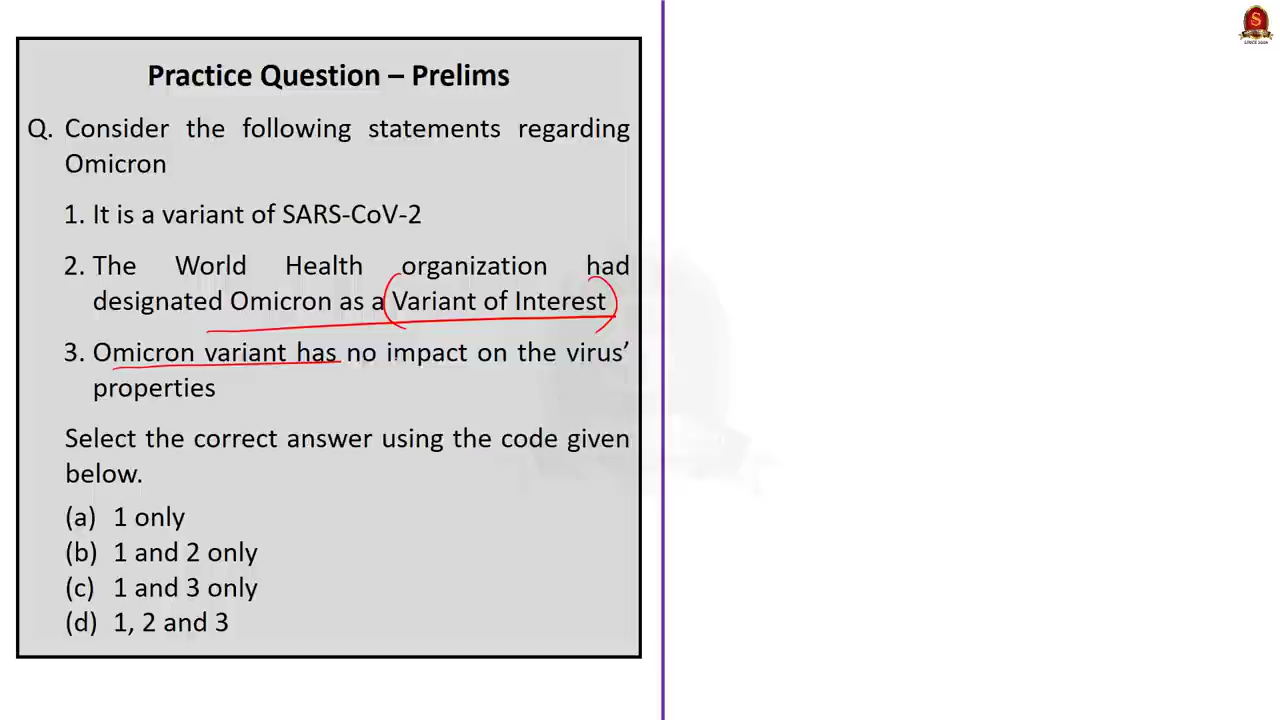 Practice Question – Prelims
Q. Consider the following statements regarding
Omicron
1. It is a variant of SARS-CoV-2
2. The World Health organization had
designated Omicron as a Variant of Interest
3. Omicron variant has no impact on the virus’
properties
Select the correct answer using the code given
below.
(a) 1 only
(b) 1 and 2 only
(c) 1 and 3 only
(d) 1, 2 and 3
S